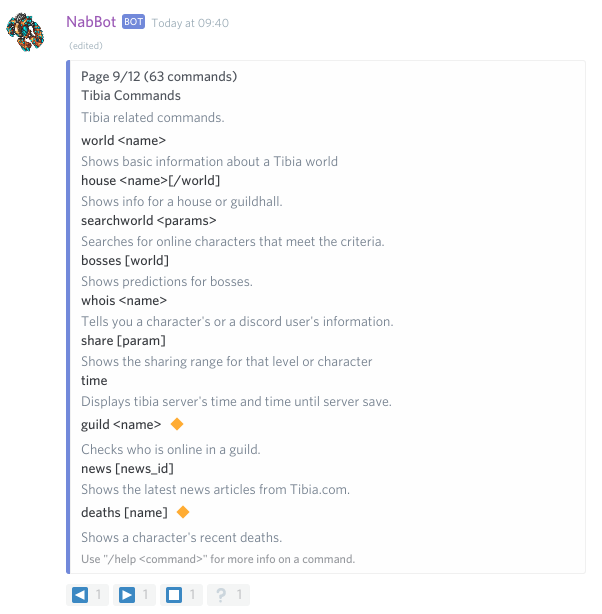 NabBot BOT Today at 09:40
(edited)
Page 9/12 (63 commands)
Tibia Commands
Tibia related commands.
world <name>
Shows basic information about a Tibia world
house <name>[/world]
Shows info for a house or guildhall.
searchworld <params>
Searches for online characters that meet the criteria.
bosses [world]
Shows predictions for bosses.
whois <name>
Tells you a character's or a discord user's information.
share [param]
Shows the sharing range for that level or character
time
Displays tibia server's time and time until server save.
guild <name> 🔶
Checks who is online in a guild.
news [news_id]
Shows the latest news articles from Tibia.com.
deaths [name] 🔶
Shows a character's recent deaths.
Use "/help <command>" for more info on a command.
◀ 1 ▶ 1 ⏹ 1 ❔ 1